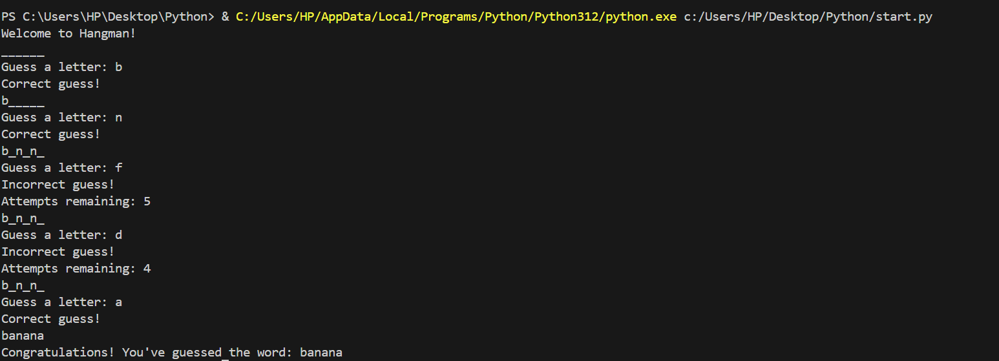 PS C:\Users\HP\Desktop\Python> & C:/Users/HP/AppData/Local/Programs/Python/Python312/python.exe c:/Users/HP/Desktop/Python/start.py
Welcome to Hangman!
______
Guess a letter: b
Correct guess!
b_____
Guess a letter: n
Correct guess!
b_n_n_
Guess a letter: f
Incorrect guess!
Attempts remaining: 5
b_n_n_
Guess a letter: d
Incorrect guess!
Attempts remaining: 4
b_n_n_
Guess a letter: a
Correct guess!
banana
Congratulations! You've guessed the word: banana